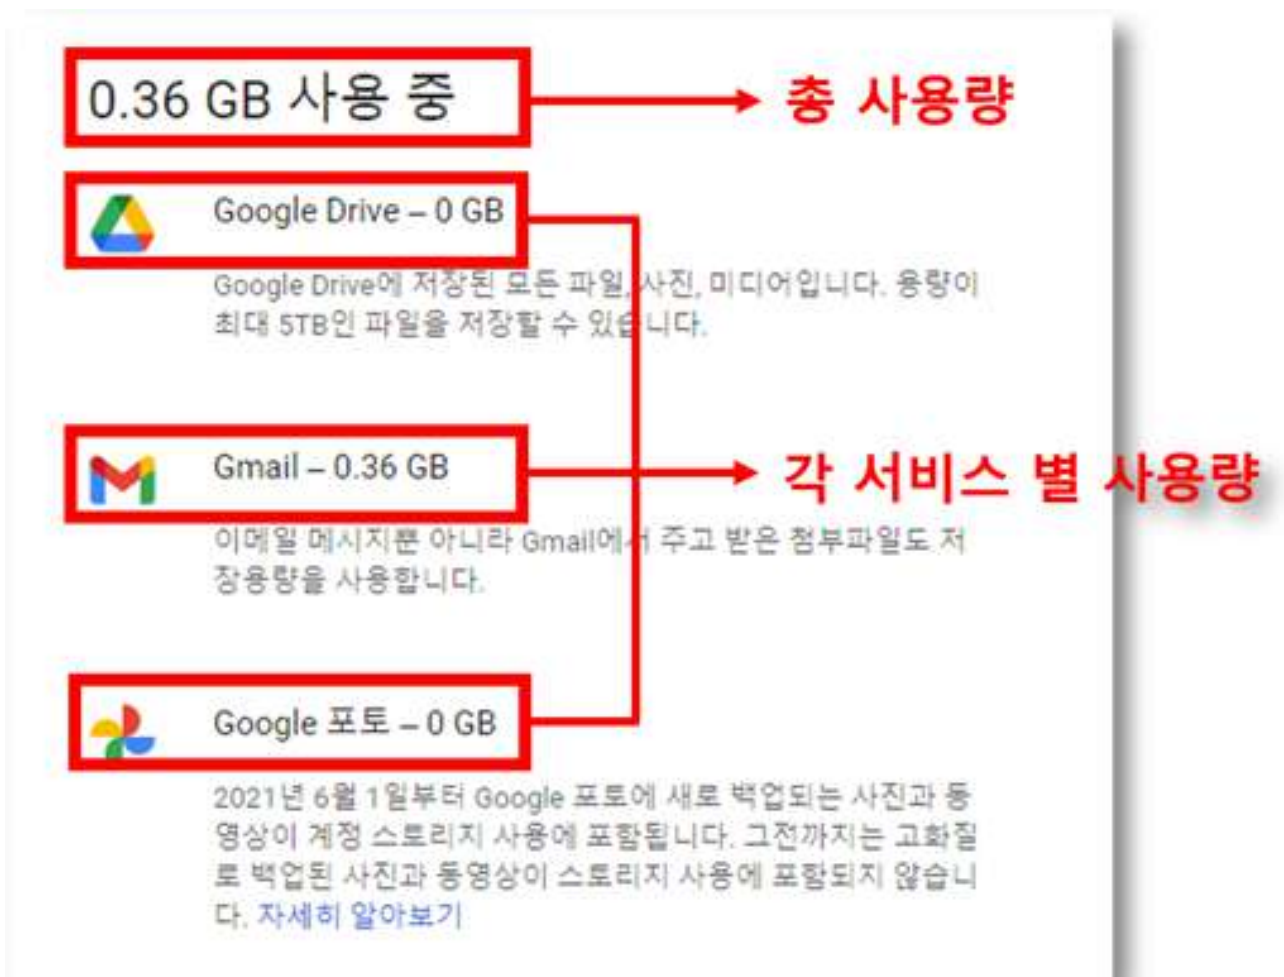 0.36 GB 사용 중
총 사용량
Google Drive – 0 GB
Google Drive에 저장된 모든 파일, 사진, 미디어입니다. 용량이
최대 5TB인 파일을 저장할 수 있습니다.
Gmail – 0.36 GB
각 서비스 별 사용량
이메일 메시지뿐 아니라 Gmail에서 주고 받은 첨부파일도 저
장용량을 사용합니다.
Google 포토 – 0 GB
2021년 6월 1일부터 Google 포토에 새로 백업되는 사진과 동
영상이 계정 스토리지 사용에 포함됩니다. 그전까지는 고화질
로 백업된 사진과 동영상이 스토리지 사용에 포함되지 않습니
다. 자세히 알아보기